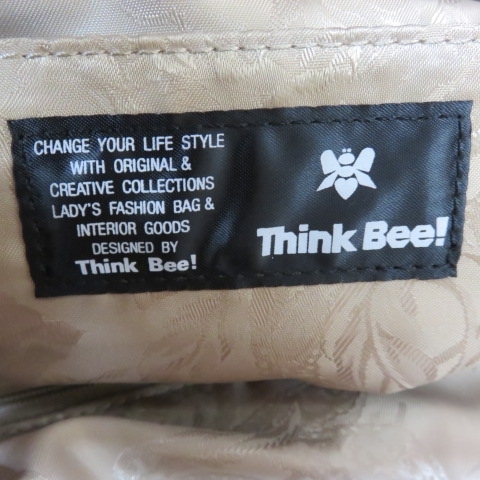 CHANGE YOUR LIFE STYLE
WITH ORIGINAL &
CREATIVE COLLECTIONS
LADY'S FASHION BAG &
INTERIOR GOODS
DESIGNED BY
Think Bee!
Think Bee!